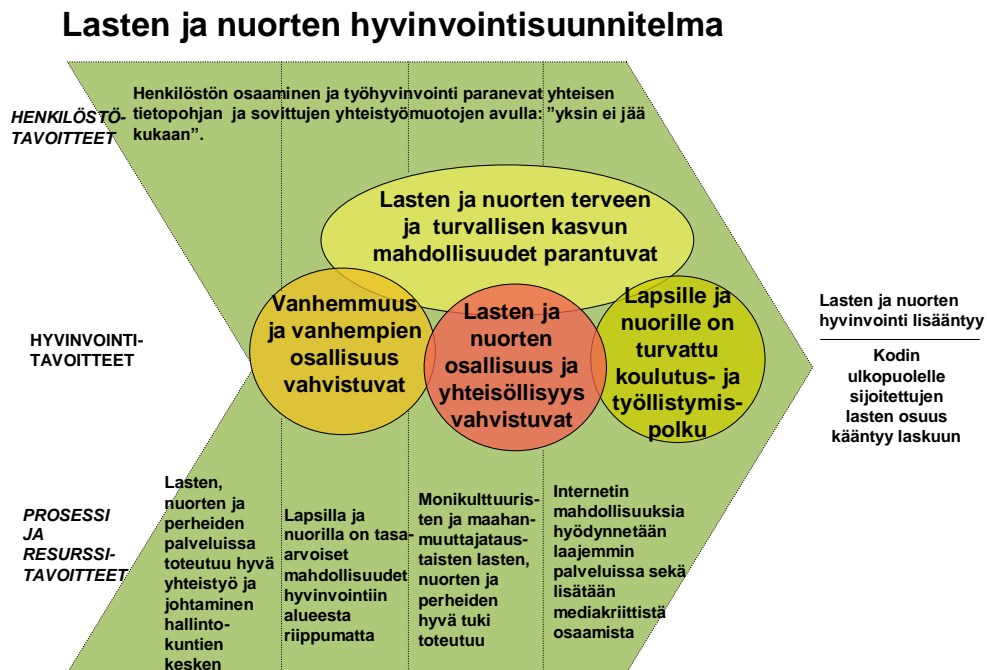 Lasten ja nuorten hyvinvointisuunnitelma
HENKILÖSTÖ-
TAVOITTEET
Henkilöstön osaaminen ja työhyvinvointi paranevat yhteisen
tietopohjan ja sovittujen yhteistyömuotojen avulla: ”yksin ei jää
kukaan”.
Lasten ja nuorten terveen
ja turvallisen kasvun
mahdollisuudet parantuvat
HYVINVOINTI-
TAVOITTEET
Vanhemmuus
ja vanhempien
osallisuus
vahvistuvat
Lasten ja
nuorten
osallisuus ja
yhteisöllisyys
vahvistuvat
Lapsille ja
nuorille on
turvattu
koulutus- ja
työllistymis-
polku
Lasten ja nuorten
hyvinvointi lisääntyy
Kodin
ulkopuolelle
sijoitettujen
lasten osuus
kääntyy laskuun
PROSESSI
JA
RESURSSI-
TAVOITTEET
Lasten,
nuorten ja
perheiden
palveluissa
toteutuu hyvä
yhteistyö ja
johtaminen
hallinto-
kuntien
kesken
Lapsilla ja
nuorilla on tasa-
arvoiset
mahdollisuudet
hyvinvointiin
alueesta
riippumatta
Monikulttuuris-
ten ja maahan-
muuttajataus-
taisten lasten,
nuorten ja
perheiden
hyvä tuki
toteutuu
Internetin
mahdollisuuksia
hyödynnetään
laajemmin
palveluissa sekä
lisätään
mediakriittistä
osaamista